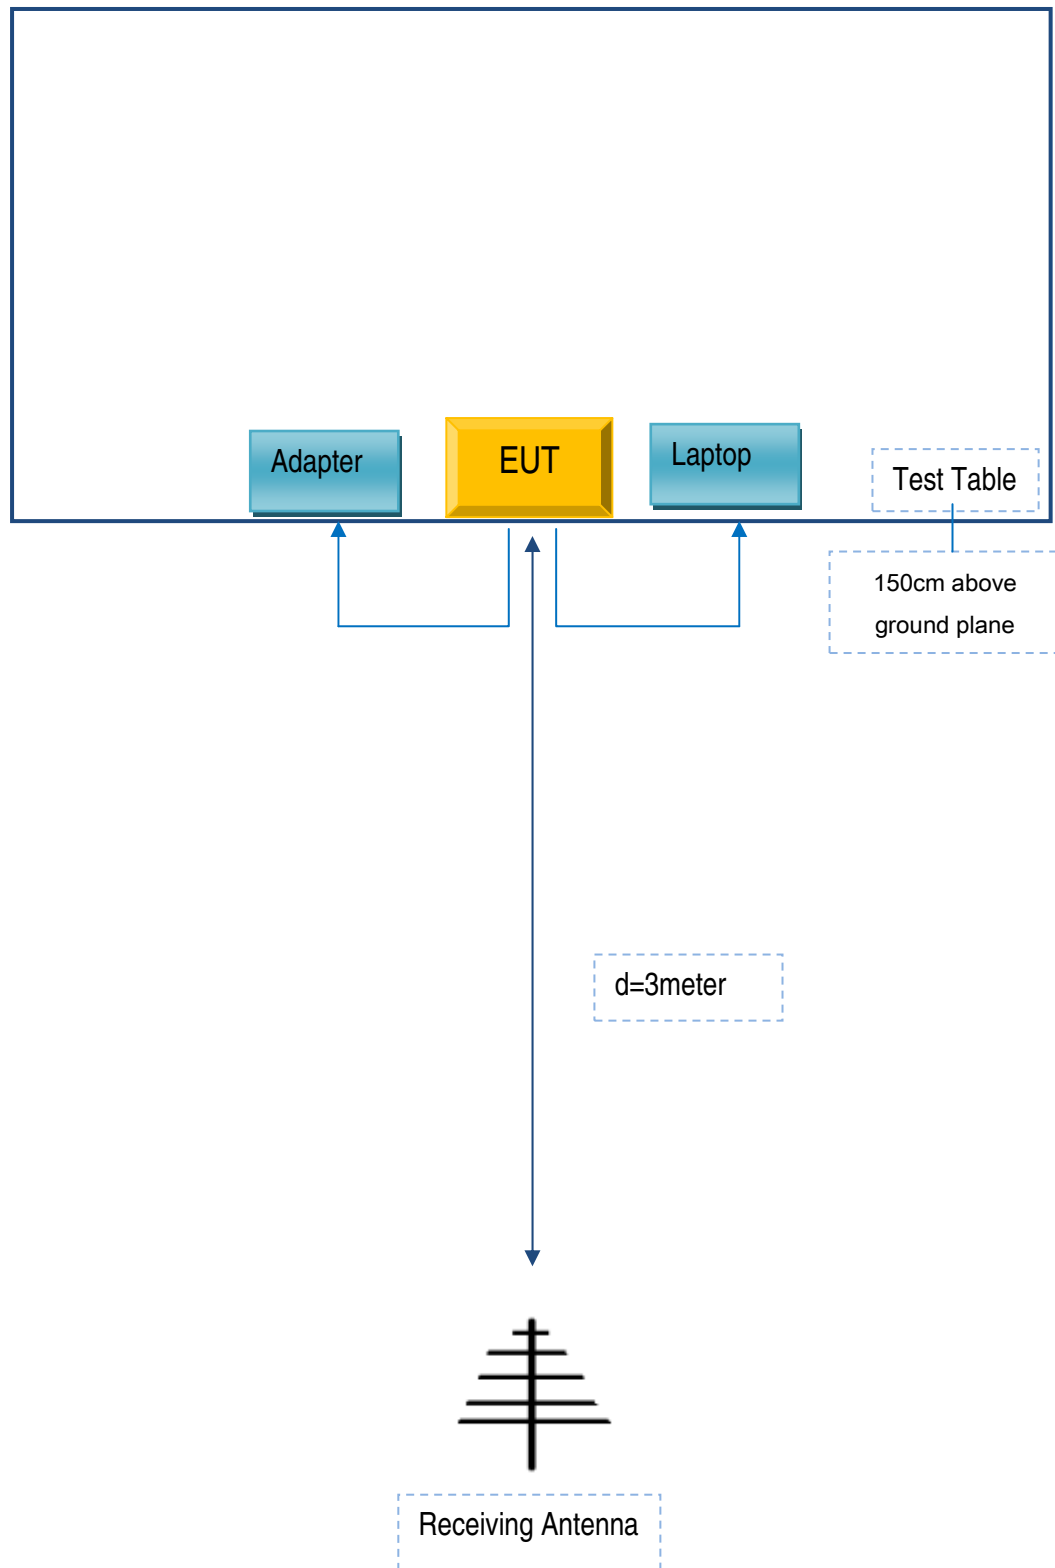 Adapter
EUT
Laptop
Test Table
150cm above
ground plane
d=3meter
Receiving Antenna